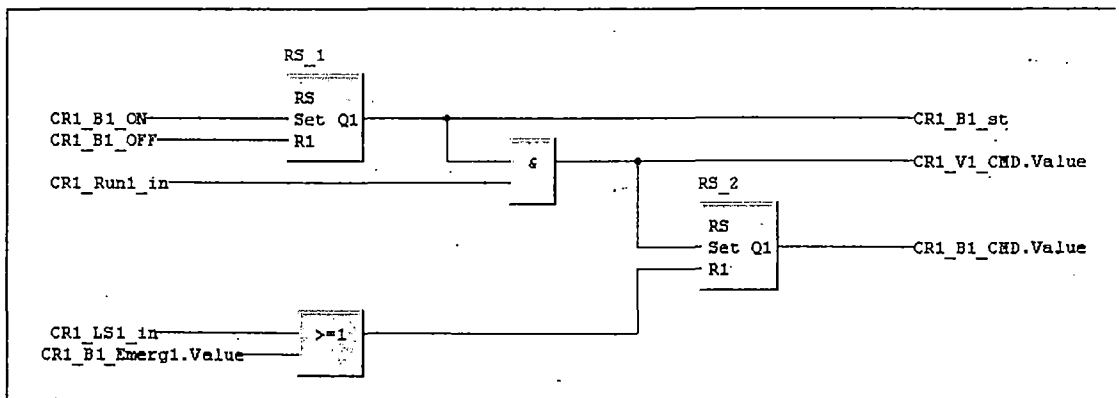 RS_1
RS
CR1_B1_ON Set Q1 CR1_B1_st
CR1_B1_OFF R1
& CR1_V1_CMD.Value
CR1_Run1_in
RS_2
RS
Set Q1 CR1_B1_CMD.Value
R1
CR1_LS1_in >=1
CR1_B1_Emerg1.Value